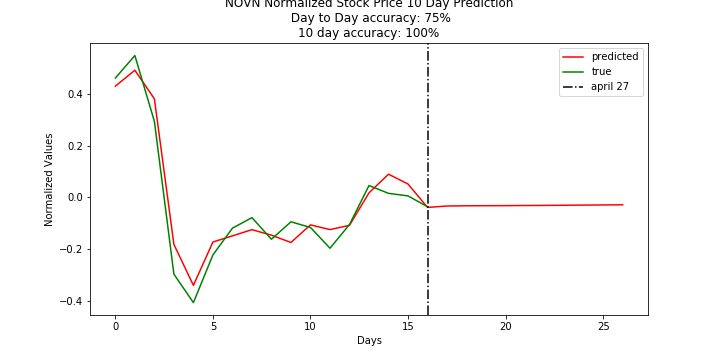 NOVN Normalized Stock Price 10 Day Prediction
Day to Day accuracy: 75%
10 day accuracy: 100%
predicted
true
april 27
Normalized Values
0.4
0.2
0.0
−0.2
−0.4
0 5 10 15 20 25
Days